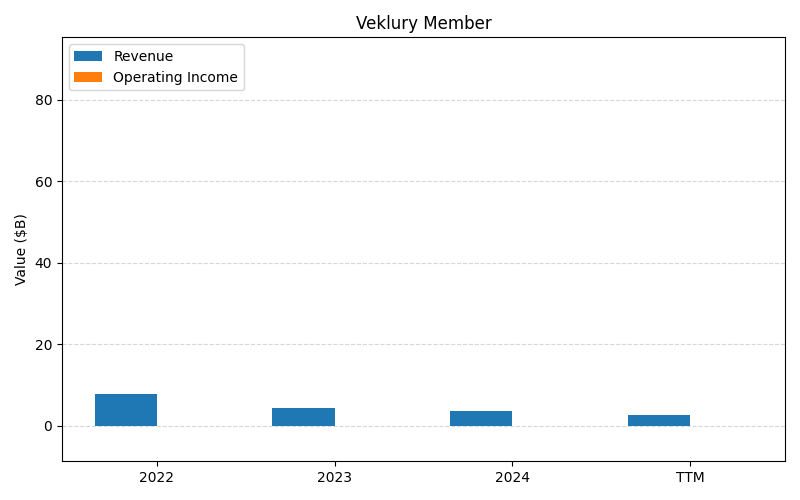 Veklury Member
Revenue
Operating Income
Value ($B)
80
60
40
20
0
2022 2023 2024 TTM